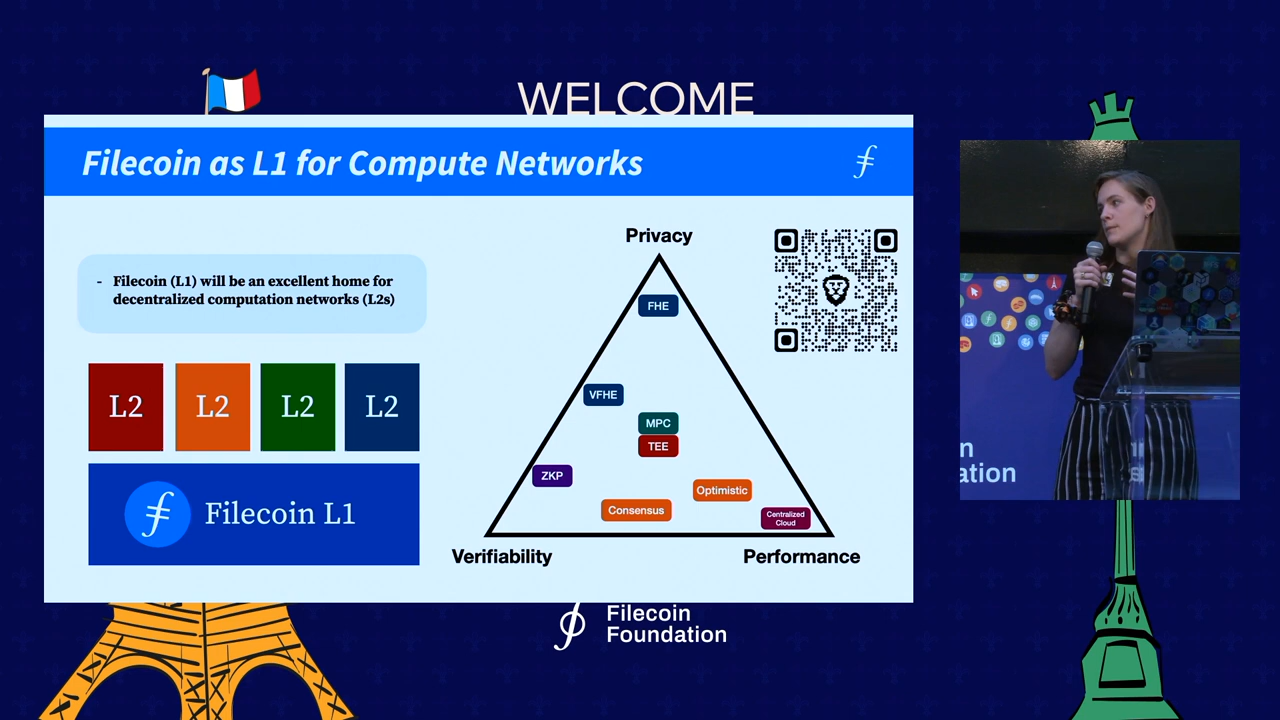 WELCOME
Filecoin as L1 for Compute Networks
- Filecoin (L1) will be an excellent home for
decentralized computation networks (L2s)
L2
L2
L2
L2
Filecoin L1
Privacy
FHE
VFHE
MPC
TEE
ZKP
Optimistic
Consensus
Centralized
Cloud
Verifiability
Performance
Filecoin
Foundation
n
dation